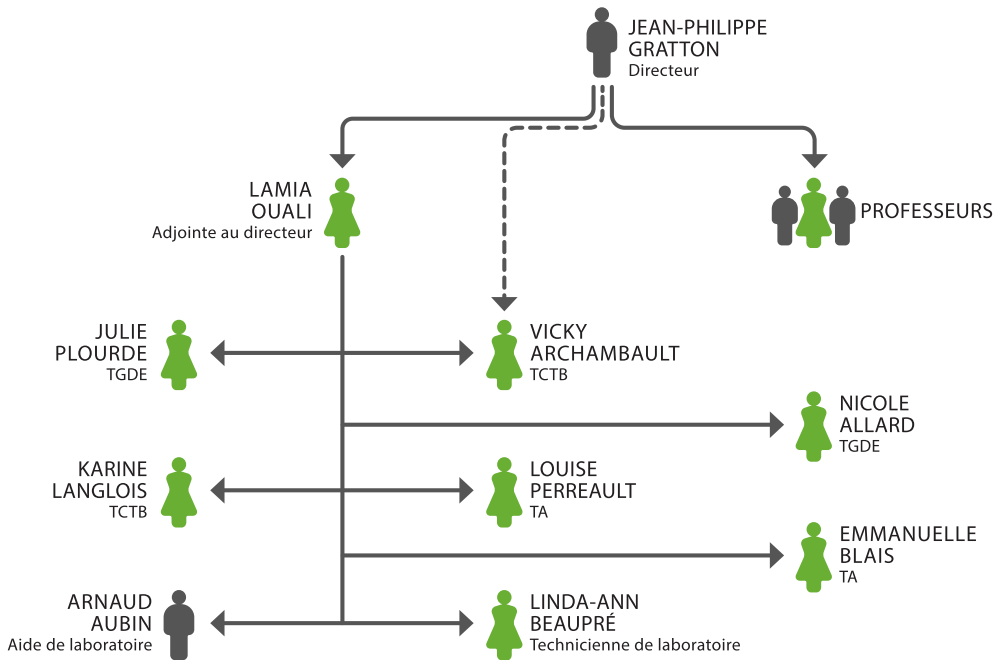 JEAN-PHILIPPE
GRATTON
Directeur
LAMIA
OUALI
Adjointe au directeur
PROFESSEURS
JULIE
PLOURDE
TGDE
VICKY
ARCHAMBAULT
TCTB
NICOLE
ALLARD
TGDE
KARINE
LANGLOIS
TCTB
LOUISE
PERREAULT
TA
EMMANUELLE
BLAIS
TA
ARNAUD
AUBIN
Aide de laboratoire
LINDA-ANN
BEAUPRÉ
Technicienne de laboratoire